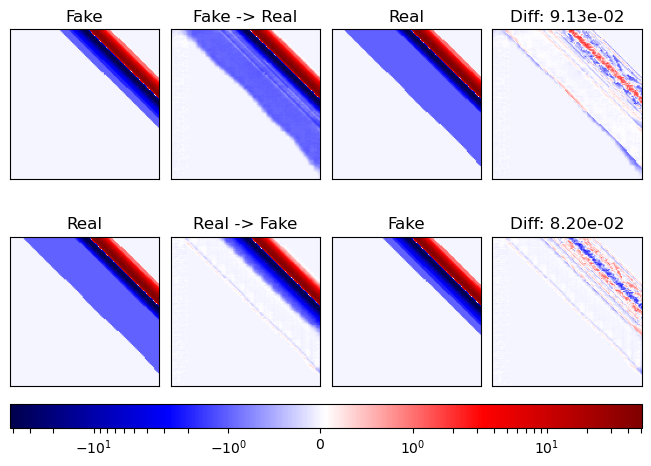 Fake
Fake -> Real
Real
Diff: 9.13e-02
Real
Real -> Fake
Fake
Diff: 8.20e-02
−10¹
−10⁰
0
10⁰
10¹